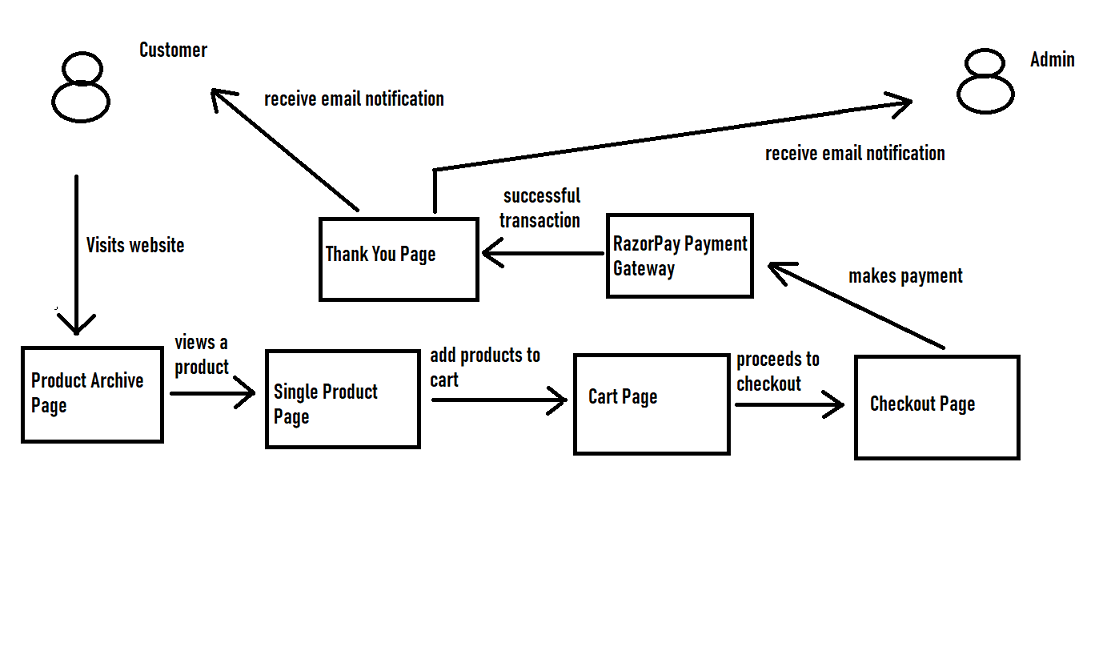 Customer
Admin
receive email notification
receive email notification
successful
transaction
Visits website
Thank You Page
RazorPay Payment
Gateway
makes payment
views a
product
add products to
cart
proceeds to
checkout
Product Archive
Page
Single Product
Page
Cart Page
Checkout Page